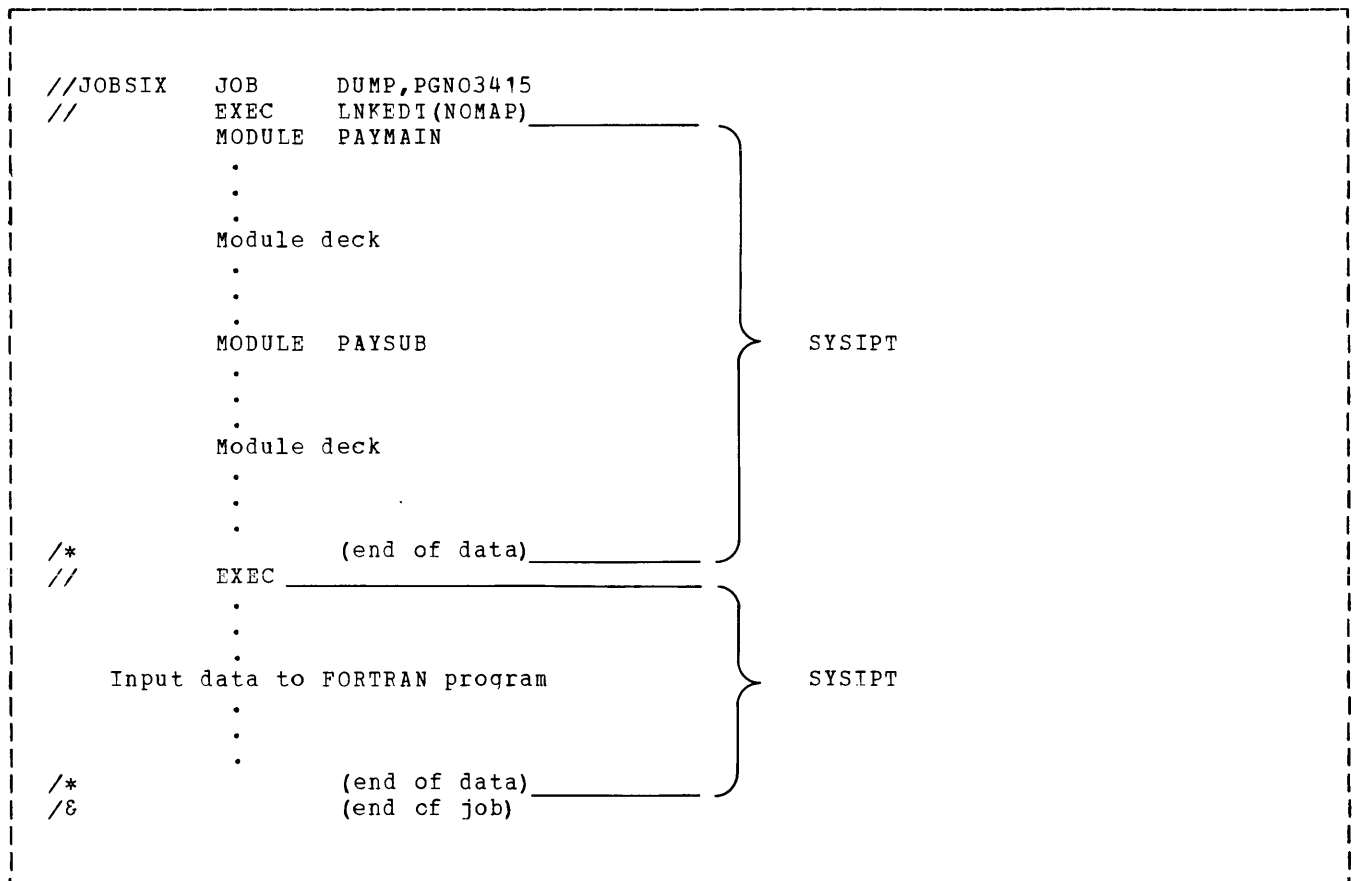 //JOBSIX JOB DUMP,PGNO3415
// EXEC LNKEDT(NOMAP)
MODULE PAYMAIN
.
.
.
Module deck
.
.
.
MODULE PAYSUB
.
.
.
Module deck
.
.
.
SYSIPT
/* (end of data)
// EXEC
.
.
.
Input data to FORTRAN program
.
.
.
SYSIPT
/* (end of data)
/& (end of job)